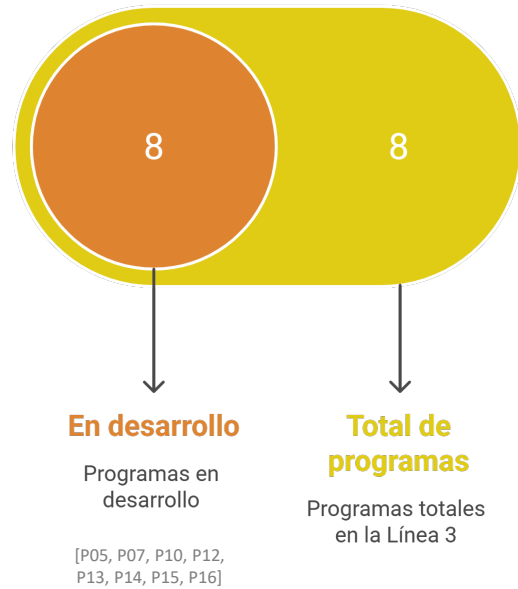 8
8
En desarrollo
Programas en
desarrollo
[P05, P07, P10, P12,
P13, P14, P15, P16]
Total de
programas
Programas totales
en la Línea 3